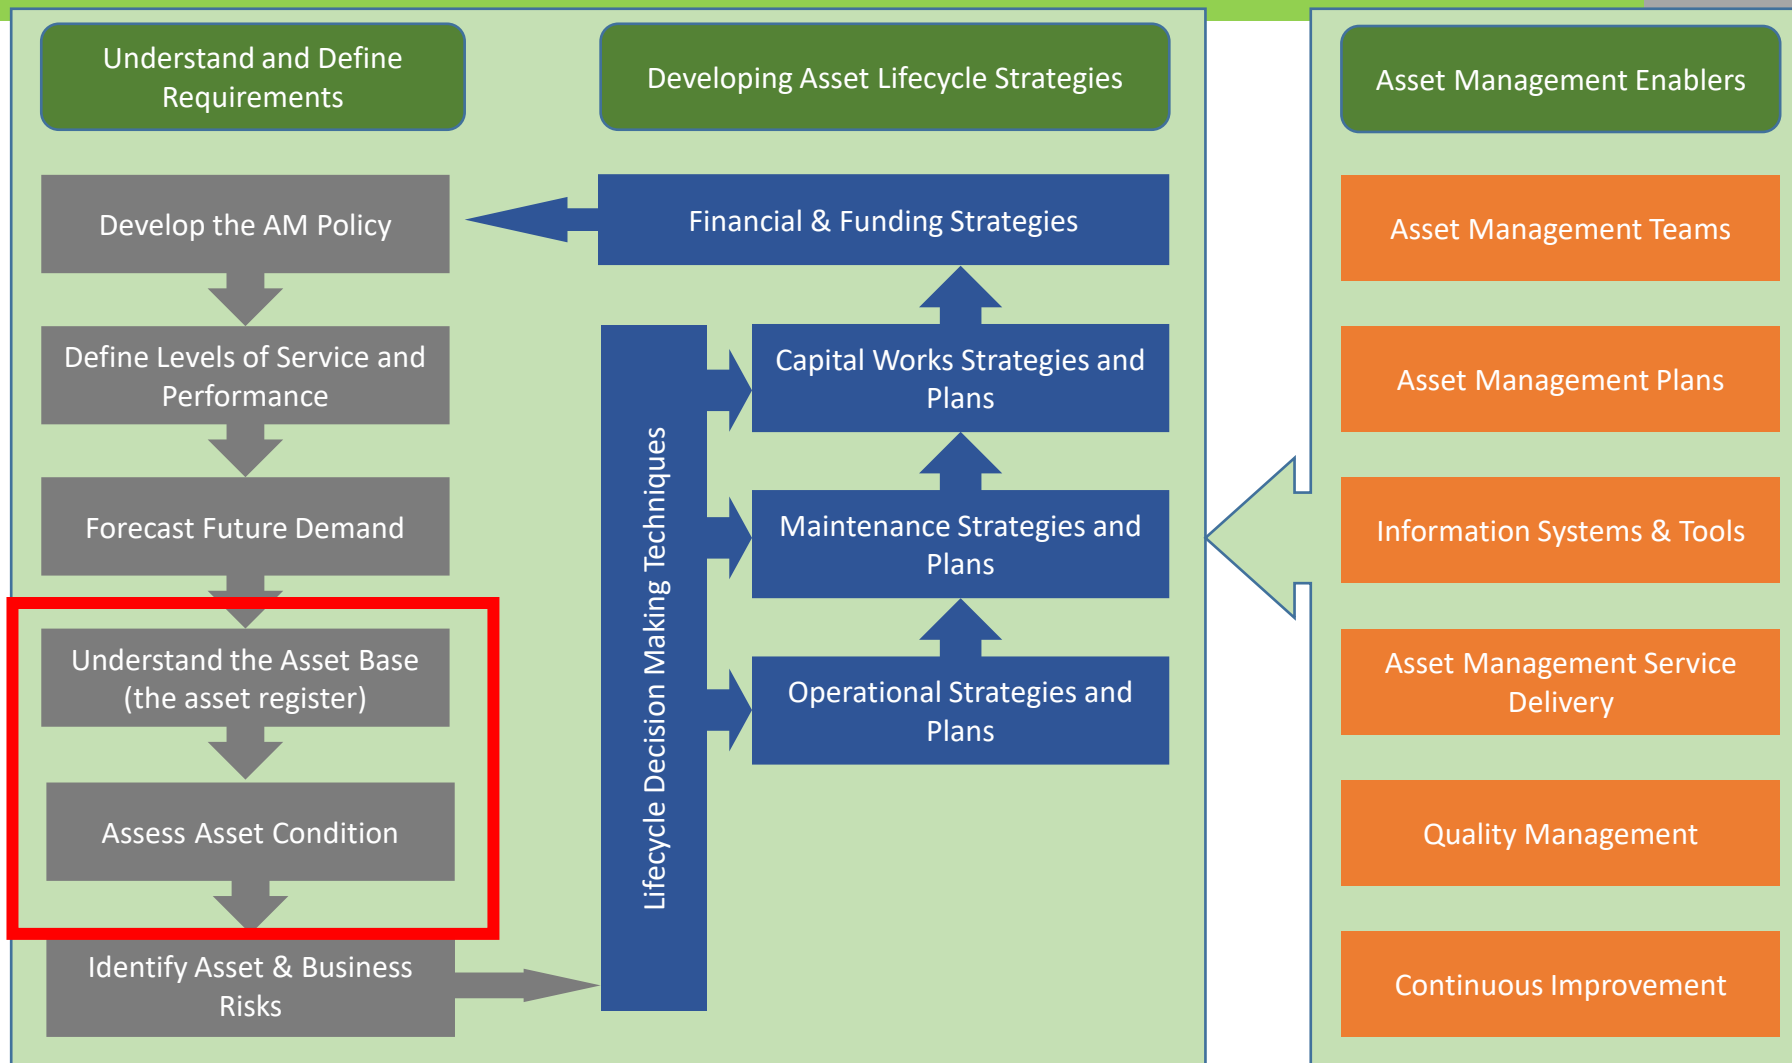 Understand and Define
Requirements
Develop the AM Policy
Define Levels of Service and
Performance
Forecast Future Demand
Understand the Asset Base
(the asset register)
Assess Asset Condition
Identify Asset & Business
Risks
Developing Asset Lifecycle Strategies
Financial & Funding Strategies
Lifecycle Decision Making Techniques
Capital Works Strategies and
Plans
Maintenance Strategies and
Plans
Operational Strategies and
Plans
Asset Management Enablers
Asset Management Teams
Asset Management Plans
Information Systems & Tools
Asset Management Service
Delivery
Quality Management
Continuous Improvement